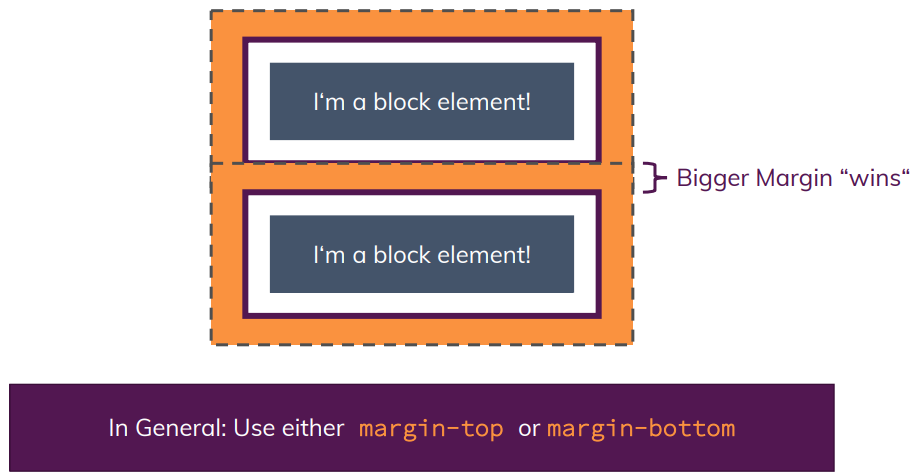 I‘m a block element!
Bigger Margin “wins“
I‘m a block element!
In General: Use either margin-top or margin-bottom